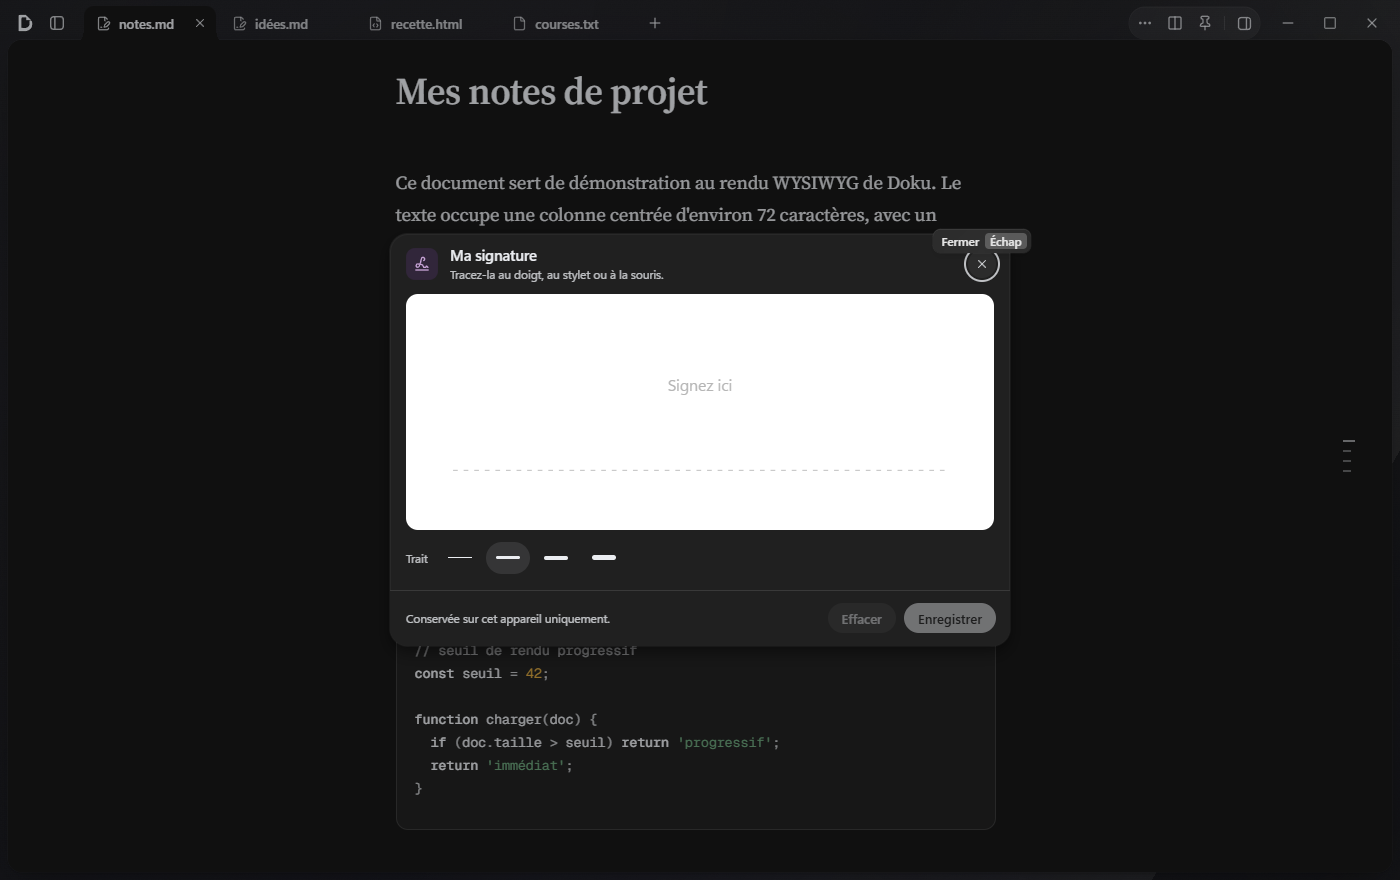 notes.md
idées.md
recette.html
courses.txt
Mes notes de projet
Ce document sert de démonstration au rendu WYSIWYG de Doku. Le
texte occupe une colonne centrée d'environ 72 caractères, avec un
Fermer Échap
Ma signature
Tracez-la au doigt, au stylet ou à la souris.
Signez ici
Trait
Conservée sur cet appareil uniquement.
Effacer
Enregistrer
// seuil de rendu progressif
const seuil = 42;
function charger(doc) {
if (doc.taille > seuil) return 'progressif';
return 'immédiat';
}